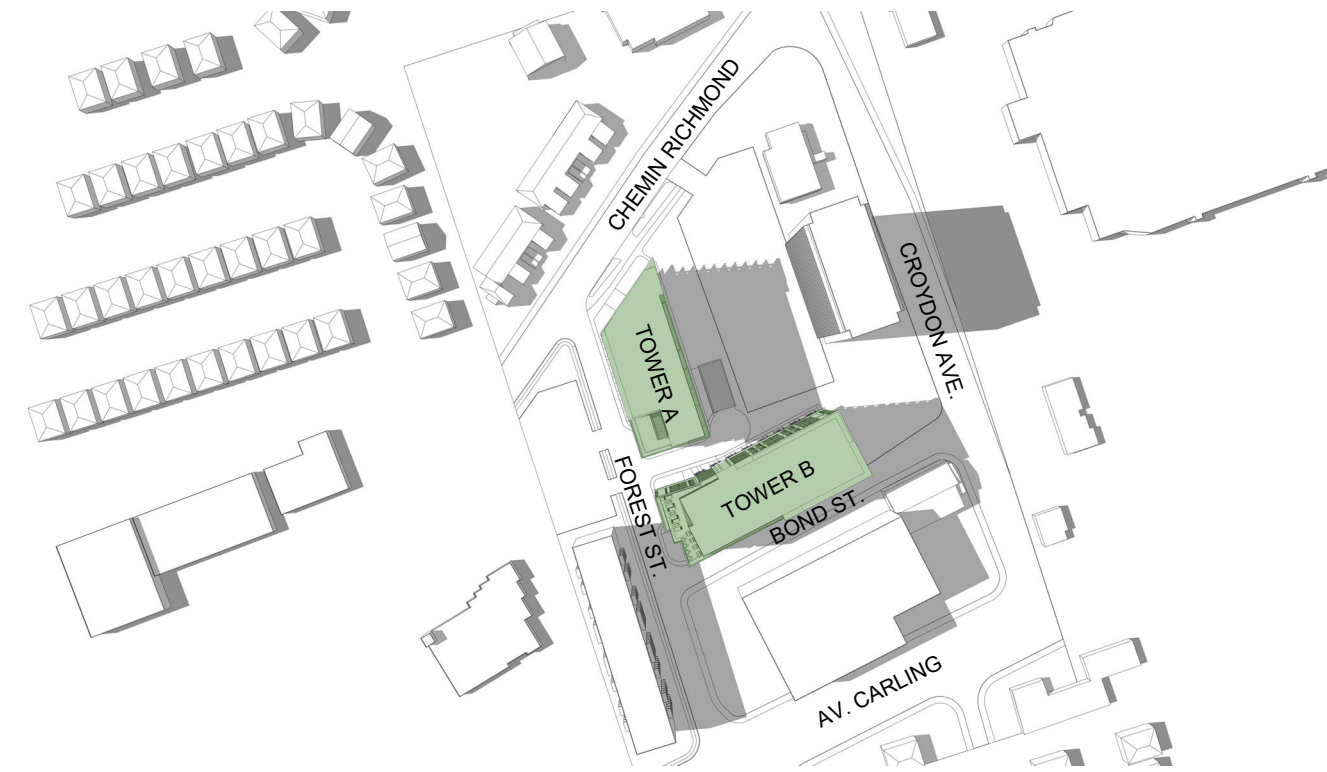 CHEMIN RICHMOND
CROYDON AVE.
TOWER A
TOWER B
FOREST ST.
BOND ST.
AV. CARLING